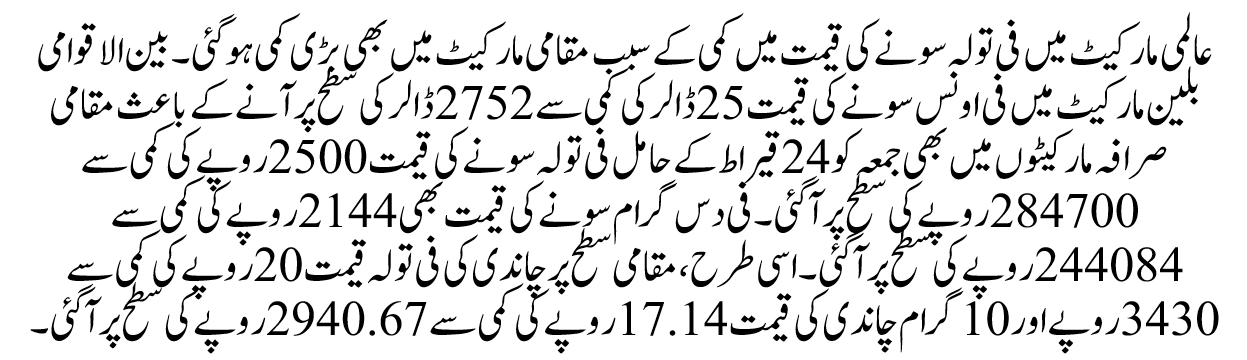 عالمی مارکیٹ میں فی تولہ سونے کی قیمت میں کمی کے سبب مقامی مارکیٹ میں بھی بڑی کمی ہوگئی۔ بین الاقوامی
بلین مارکیٹ میں فی اونس سونے کی قیمت 25 ڈالر کی کمی سے 2752 ڈالر کی سطح پر آنے کے باعث مقامی
صرافہ مارکیٹوں میں بھی جمعہ کو 24 قیراط کے حامل فی تولہ سونے کی قیمت 2500 روپے کی کمی سے
284700 روپے کی سطح پر آگئی۔ فی دس گرام سونے کی قیمت بھی 2144 روپے کی کمی سے
244084 روپے کی سطح پر آگئی۔ اسی طرح، مقامی سطح پر چاندی کی فی تولہ قیمت 20 روپے کی کمی سے
3430 روپے اور 10 گرام چاندی کی قیمت 17.14 روپے کی کمی سے 2940.67 روپے کی سطح پر آگئی۔